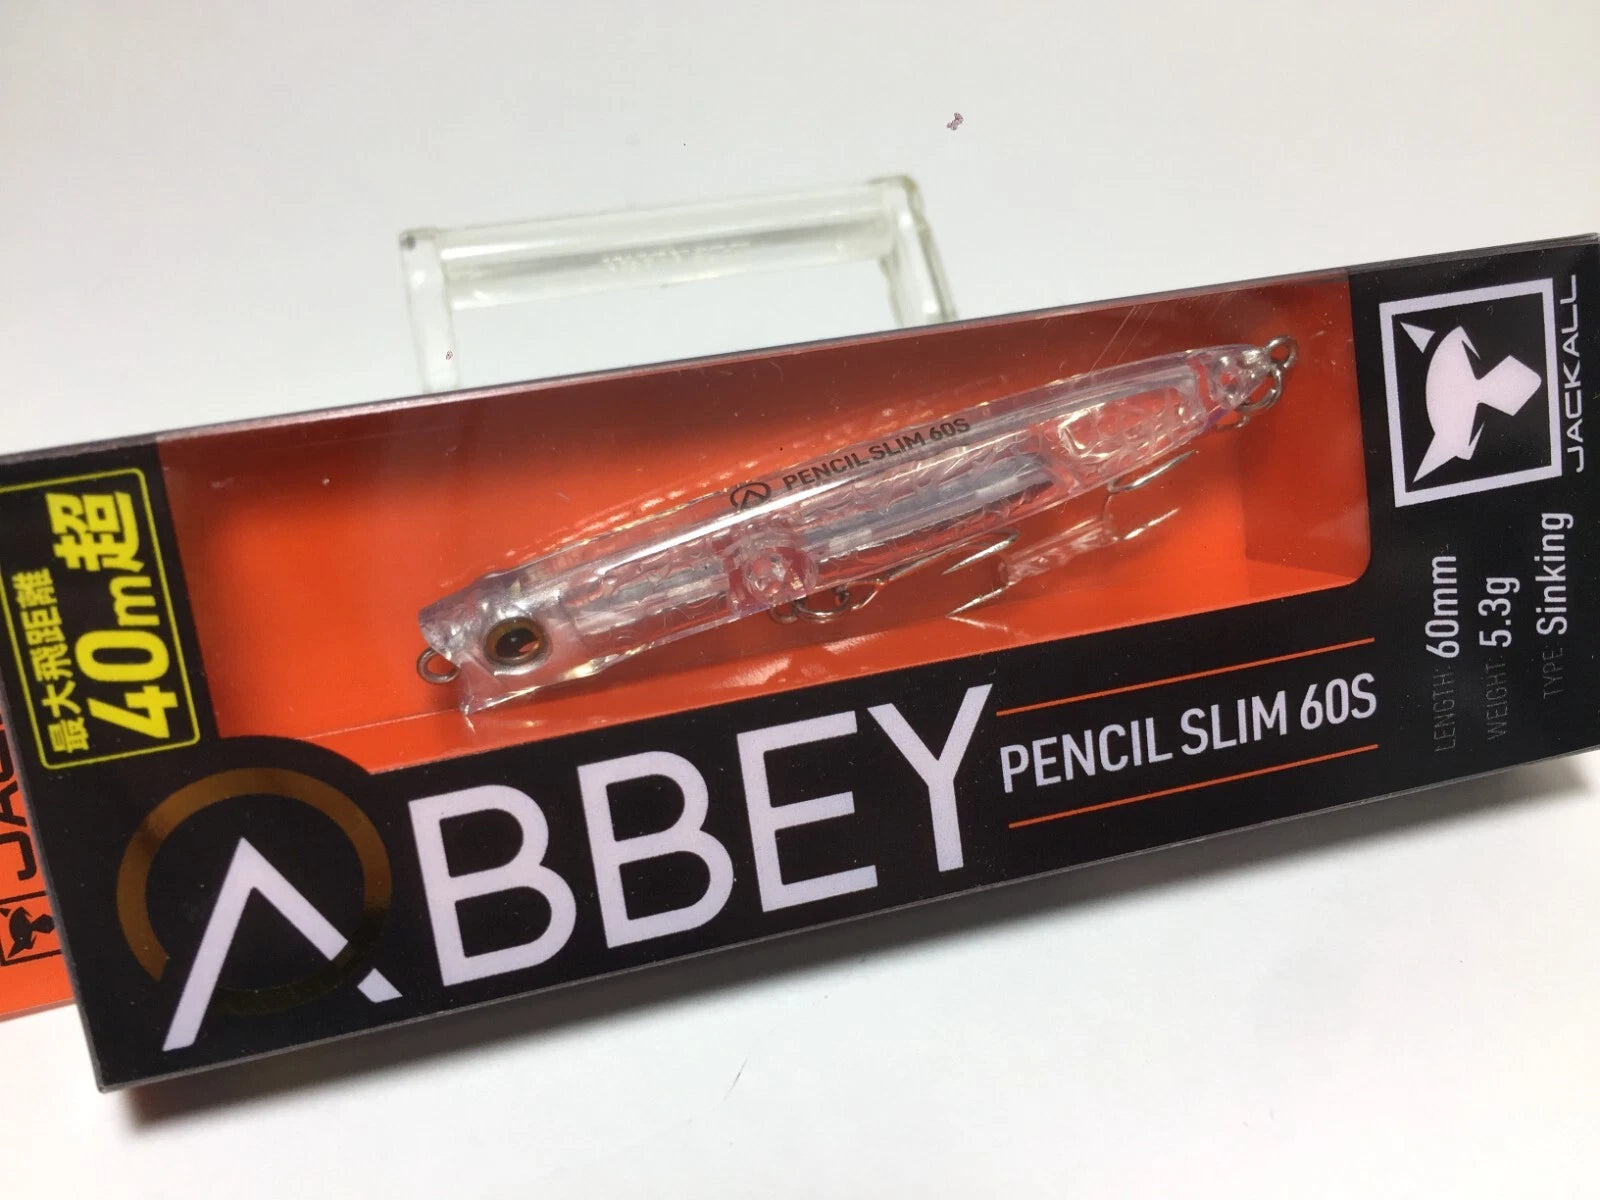 最大飛距離
40m超
PENCIL SLIM 60S
ABBEY
PENCIL SLIM 60S
LENGTH: 60mm
WEIGHT: 5.3g
TYPE: Sinking
JACKALL